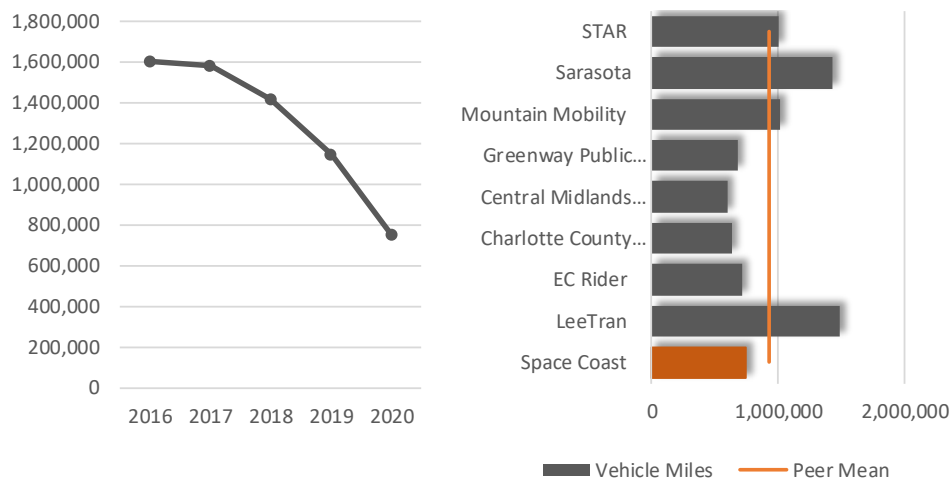 1,800,000
1,600,000
1,400,000
1,200,000
1,000,000
800,000
600,000
400,000
200,000
0
2016 2017 2018 2019 2020
STAR
Sarasota
Mountain Mobility
Greenway Public...
Central Midlands...
Charlotte County...
EC Rider
LeeTran
Space Coast
0 1,000,000 2,000,000
Vehicle Miles Peer Mean